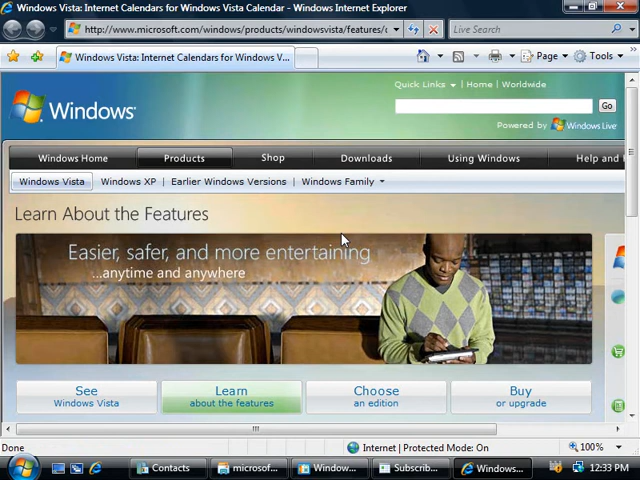 Windows Vista: Internet Calendars for Windows Vista Calendar - Windows Internet Explorer
http://www.microsoft.com/windows/products/windowsvista/features/c
Live Search
Windows Vista: Internet Calendars for Windows V...
Page
Tools
Quick Links | Home | Worldwide
Windows
Go
Powered by Windows Live
Windows Home
Products
Shop
Downloads
Using Windows
Help and
Windows Vista
Windows XP | Earlier Windows Versions | Windows Family
Learn About the Features
Easier, safer, and more entertaining
...anytime and anywhere
See
Windows Vista
Learn
about the features
Choose
an edition
Buy
or upgrade
Done
Internet | Protected Mode: On
100%
Contacts
microsof...
Window...
Subscrib...
Windows...
12:33 PM